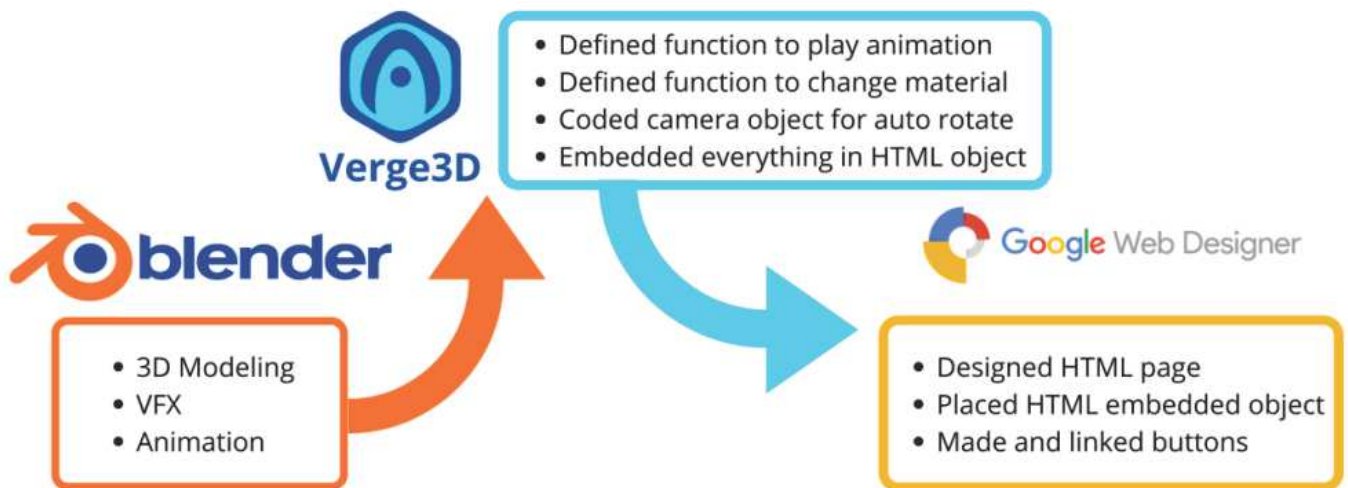 Verge3D
• Defined function to play animation
• Defined function to change material
• Coded camera object for auto rotate
• Embedded everything in HTML object
blender
• 3D Modeling
• VFX
• Animation
Google Web Designer
• Designed HTML page
• Placed HTML embedded object
• Made and linked buttons